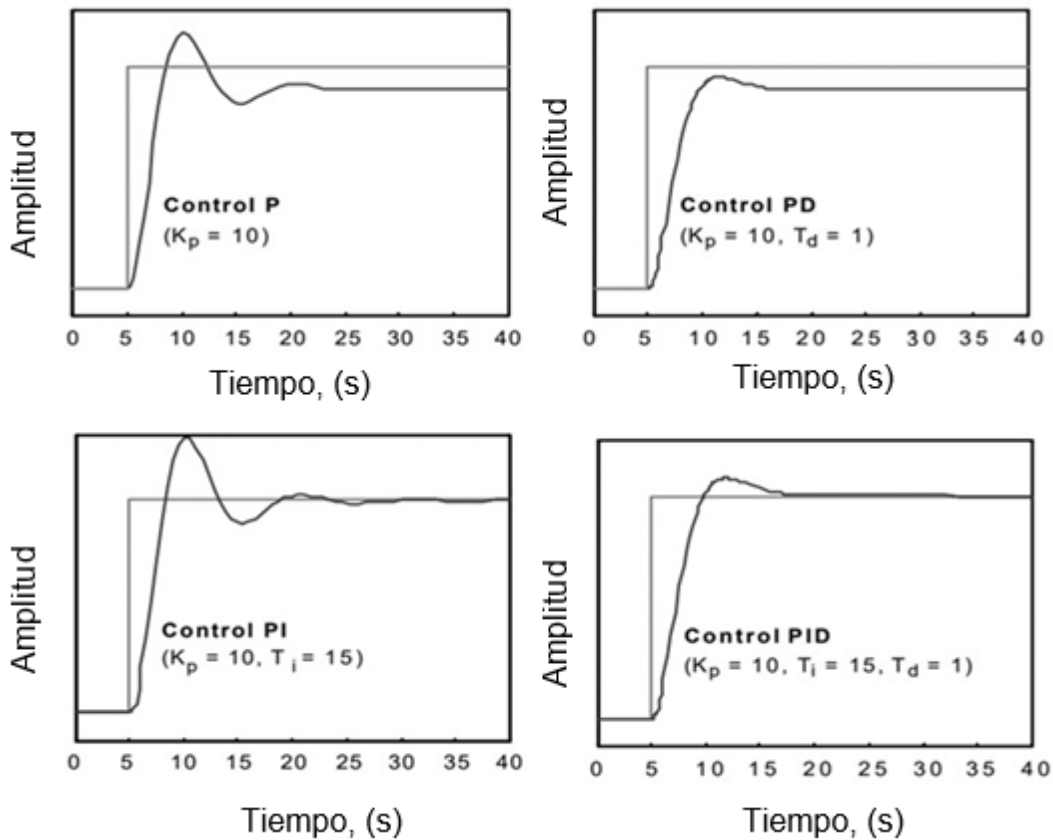 Amplitud
Control P
(Kp = 10)
0 5 10 15 20 25 30 35 40
Tiempo, (s)
Amplitud
Control PD
(Kp = 10, Td = 1)
0 5 10 15 20 25 30 35 40
Tiempo, (s)
Amplitud
Control PI
(Kp = 10, Ti = 15)
0 5 10 15 20 25 30 35 40
Tiempo, (s)
Amplitud
Control PID
(Kp = 10, Ti = 15, Td = 1)
0 5 10 15 20 25 30 35 40
Tiempo, (s)